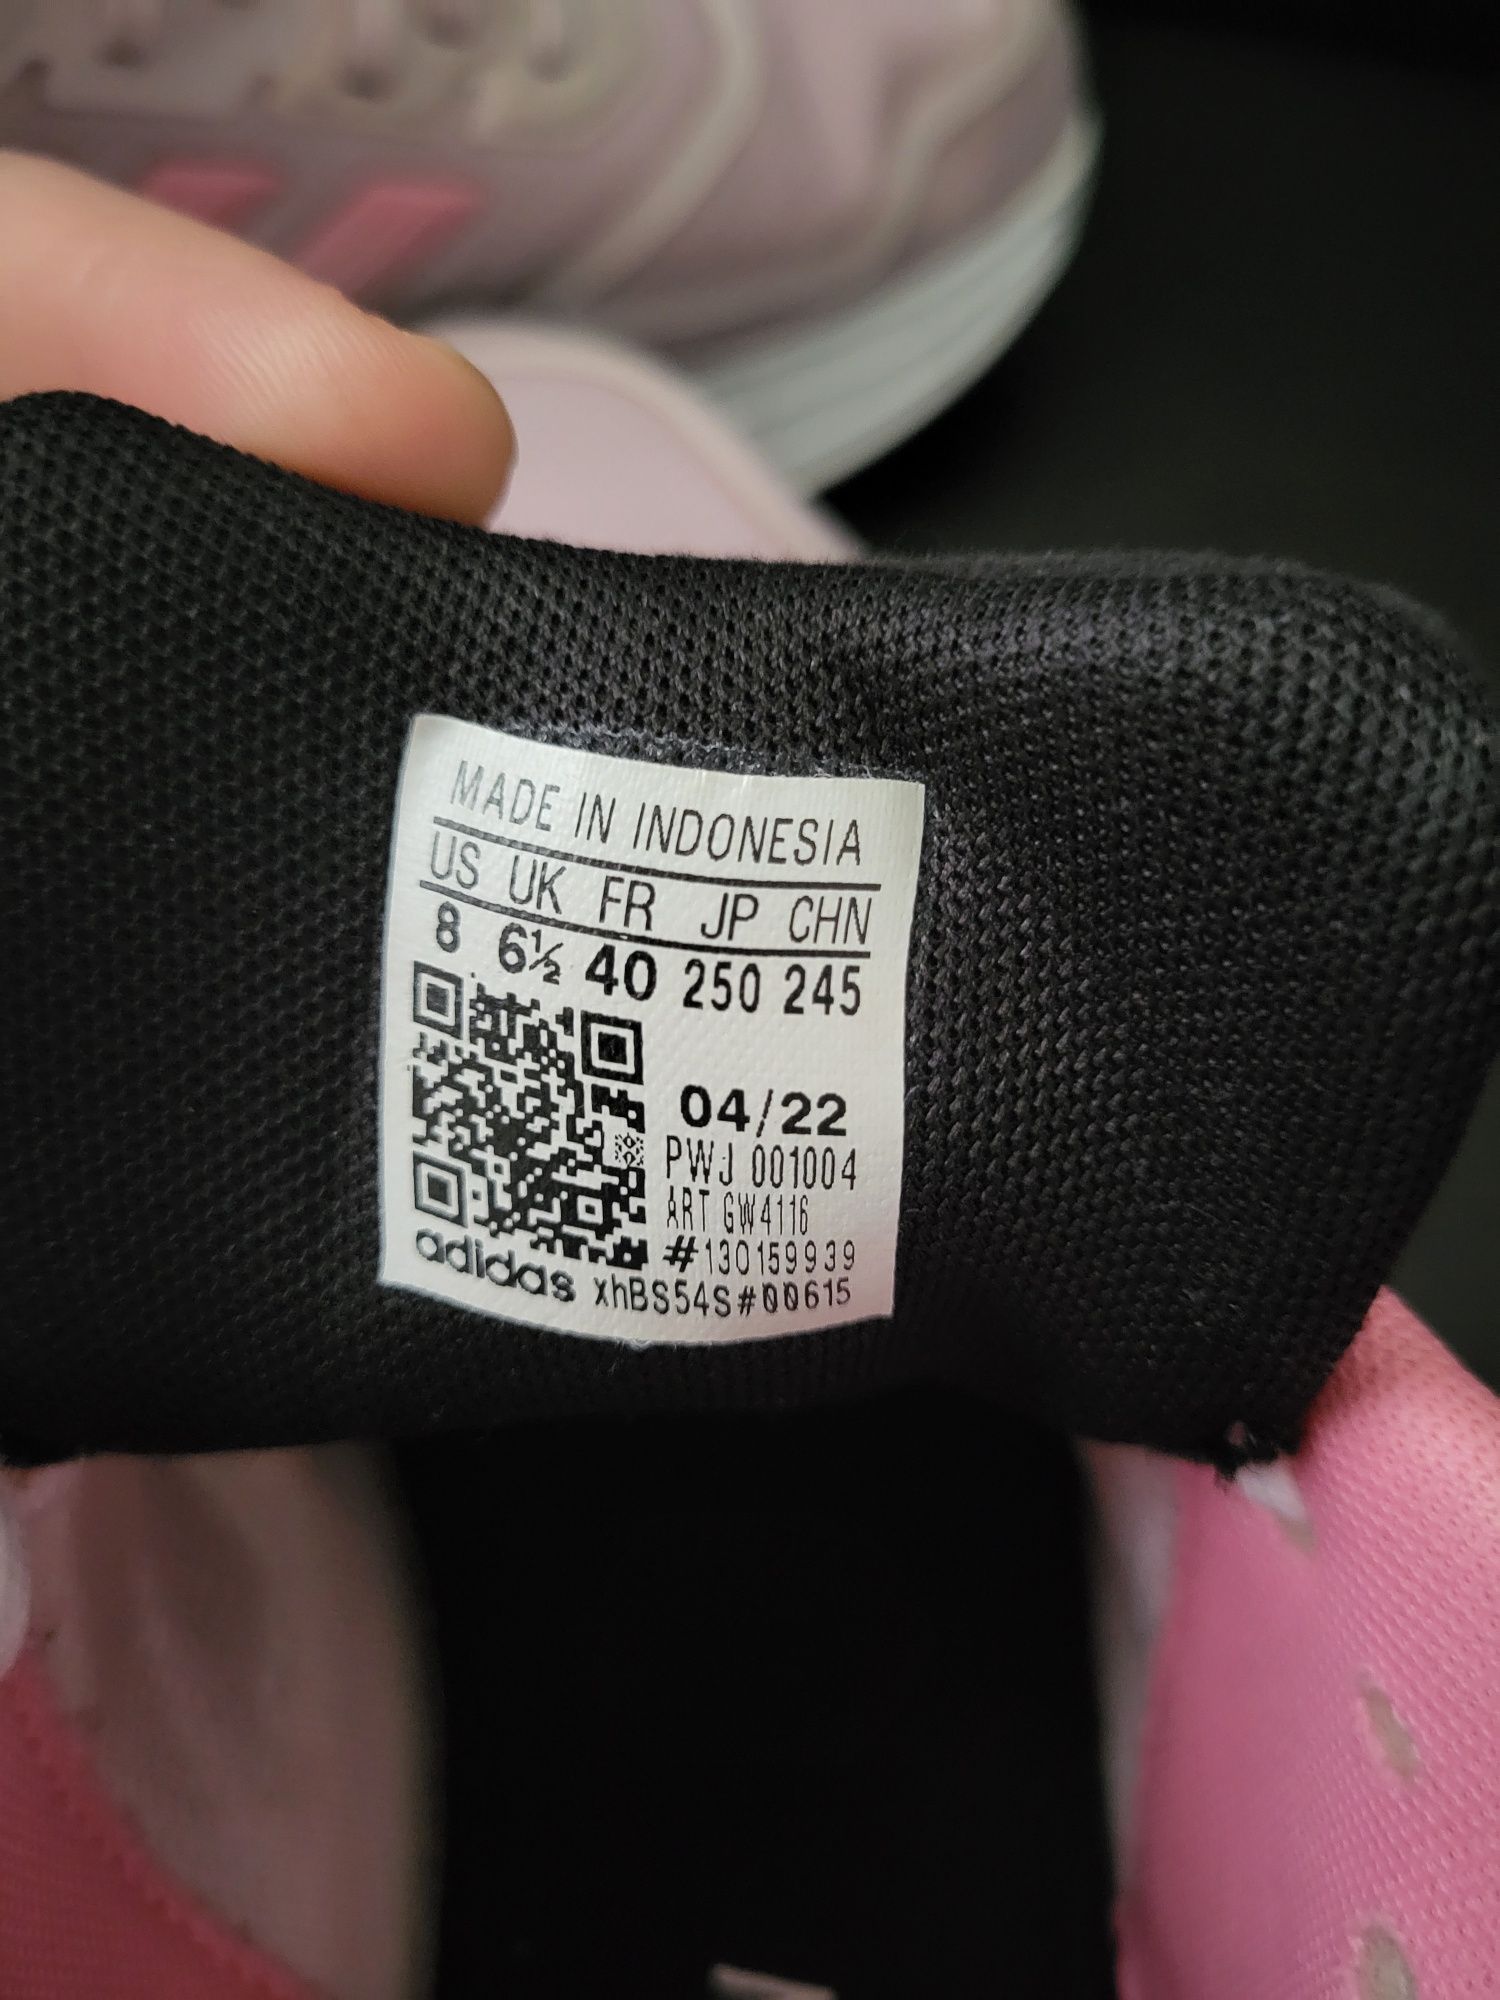 MADE IN INDONESIA
US UK FR JP CHN
8 6½ 40 250 245
04/22
PWJ 001004
ART GW4116
#130159939
adidas xhBS54S#00615